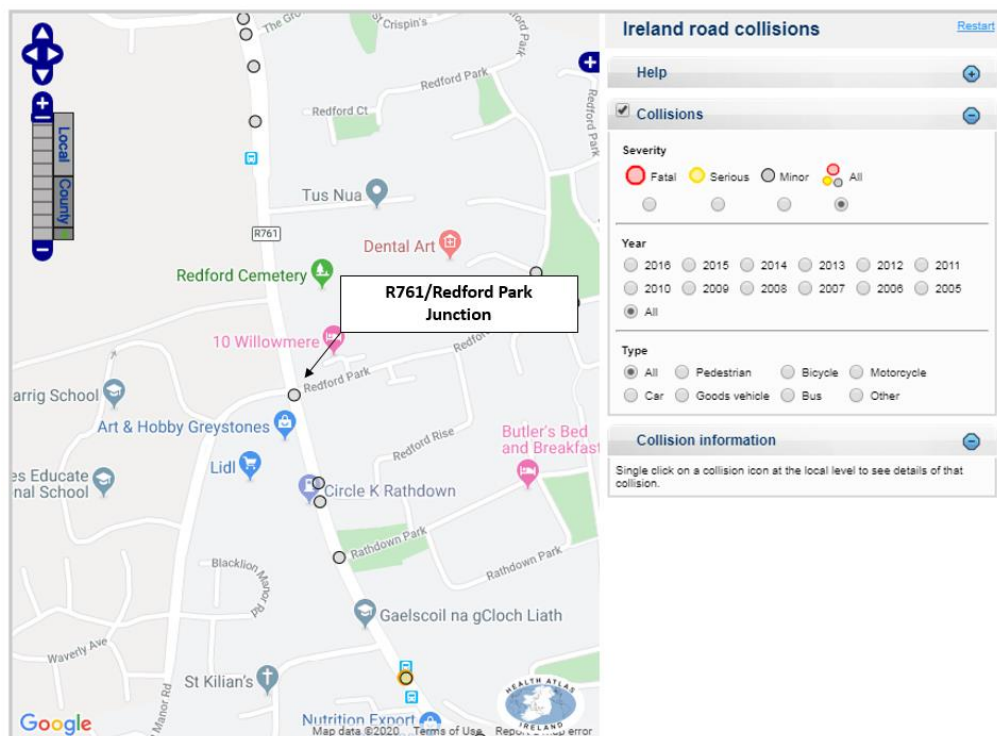 The Gro
Crispin's
Redford Park
Redford Ct
Redford Park
Local
County
Tus Nua
R761
Dental Art
Redford Cemetery
R761/Redford Park
Junction
10 Willowmere
Redford Park
Redford
arrig School
Art & Hobby Greystones
Redford Rise
Butler's Bed
and Breakfast
Lidl
es Educate
nal School
Circle K Rathdown
Rathdown Park
Rathdown Park
Blacklion Manor Rd
Gaelscoil na gCloch Liath
Waverly Ave
Manor Rd
St Kilian's
HEALTH ATLAS
IRELAND
Nutrition Export
Google
Map data ©2020
Terms of Use
Report a map error
Ireland road collisions
Restart
Help
Collisions
Severity
Fatal Serious Minor All
Year
2016 2015 2014 2013 2012 2011
2010 2009 2008 2007 2006 2005
All
Type
All Pedestrian Bicycle Motorcycle
Car Goods vehicle Bus Other
Collision information
Single click on a collision icon at the local level to see details of that
collision.